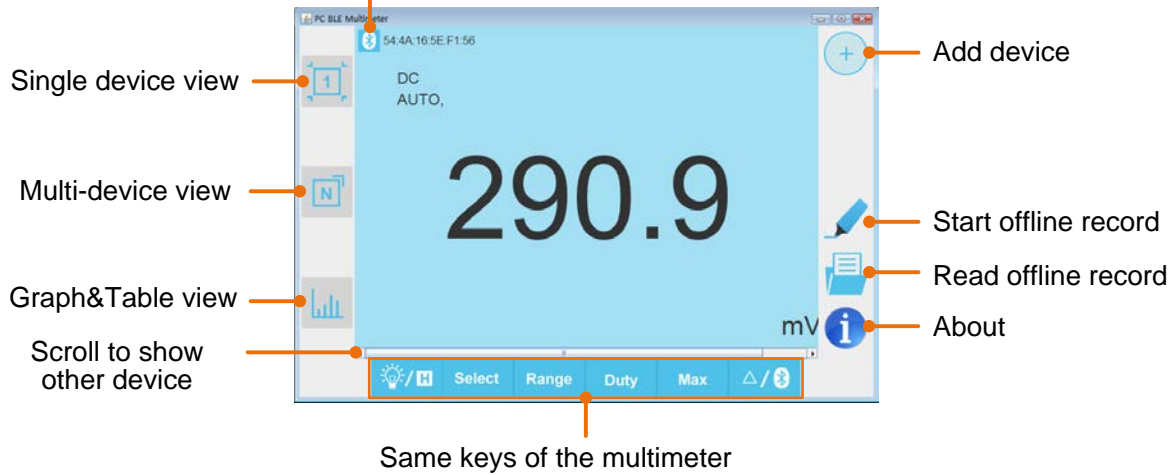 PC BLE Multimeter
54:4A:16:5E:F1:56
Add device
Single device view
1
DC
AUTO,
Multi-device view
N
290.9
Start offline record
Read offline record
Graph&Table view
mV
i
About
Scroll to show
other device
/H Select Range Duty Max △/
Same keys of the multimeter